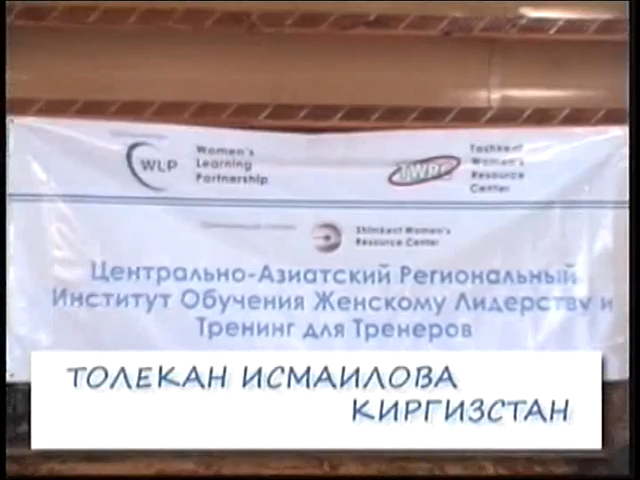 WLP
Women's
Learning
Partnership
TWRC
Tashkent
Women's
Resource
Center
Shimkent Women's
Resource Center
Центрально-Азиатский Региональный
Институт Обучения Женскому Лидерству и
Тренинг для Тренеров
ТОЛЕКАН ИСМАИЛОВА
КИРГИЗСТАН